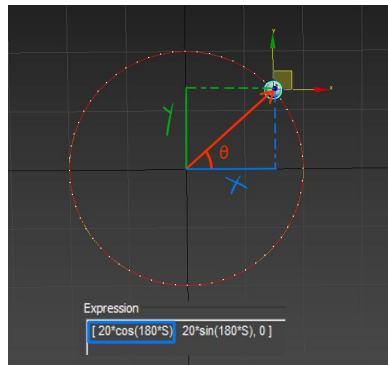 y
x
y
θ
x
Expression
[ 20*cos(180*S) 20*sin(180*S), 0 ]